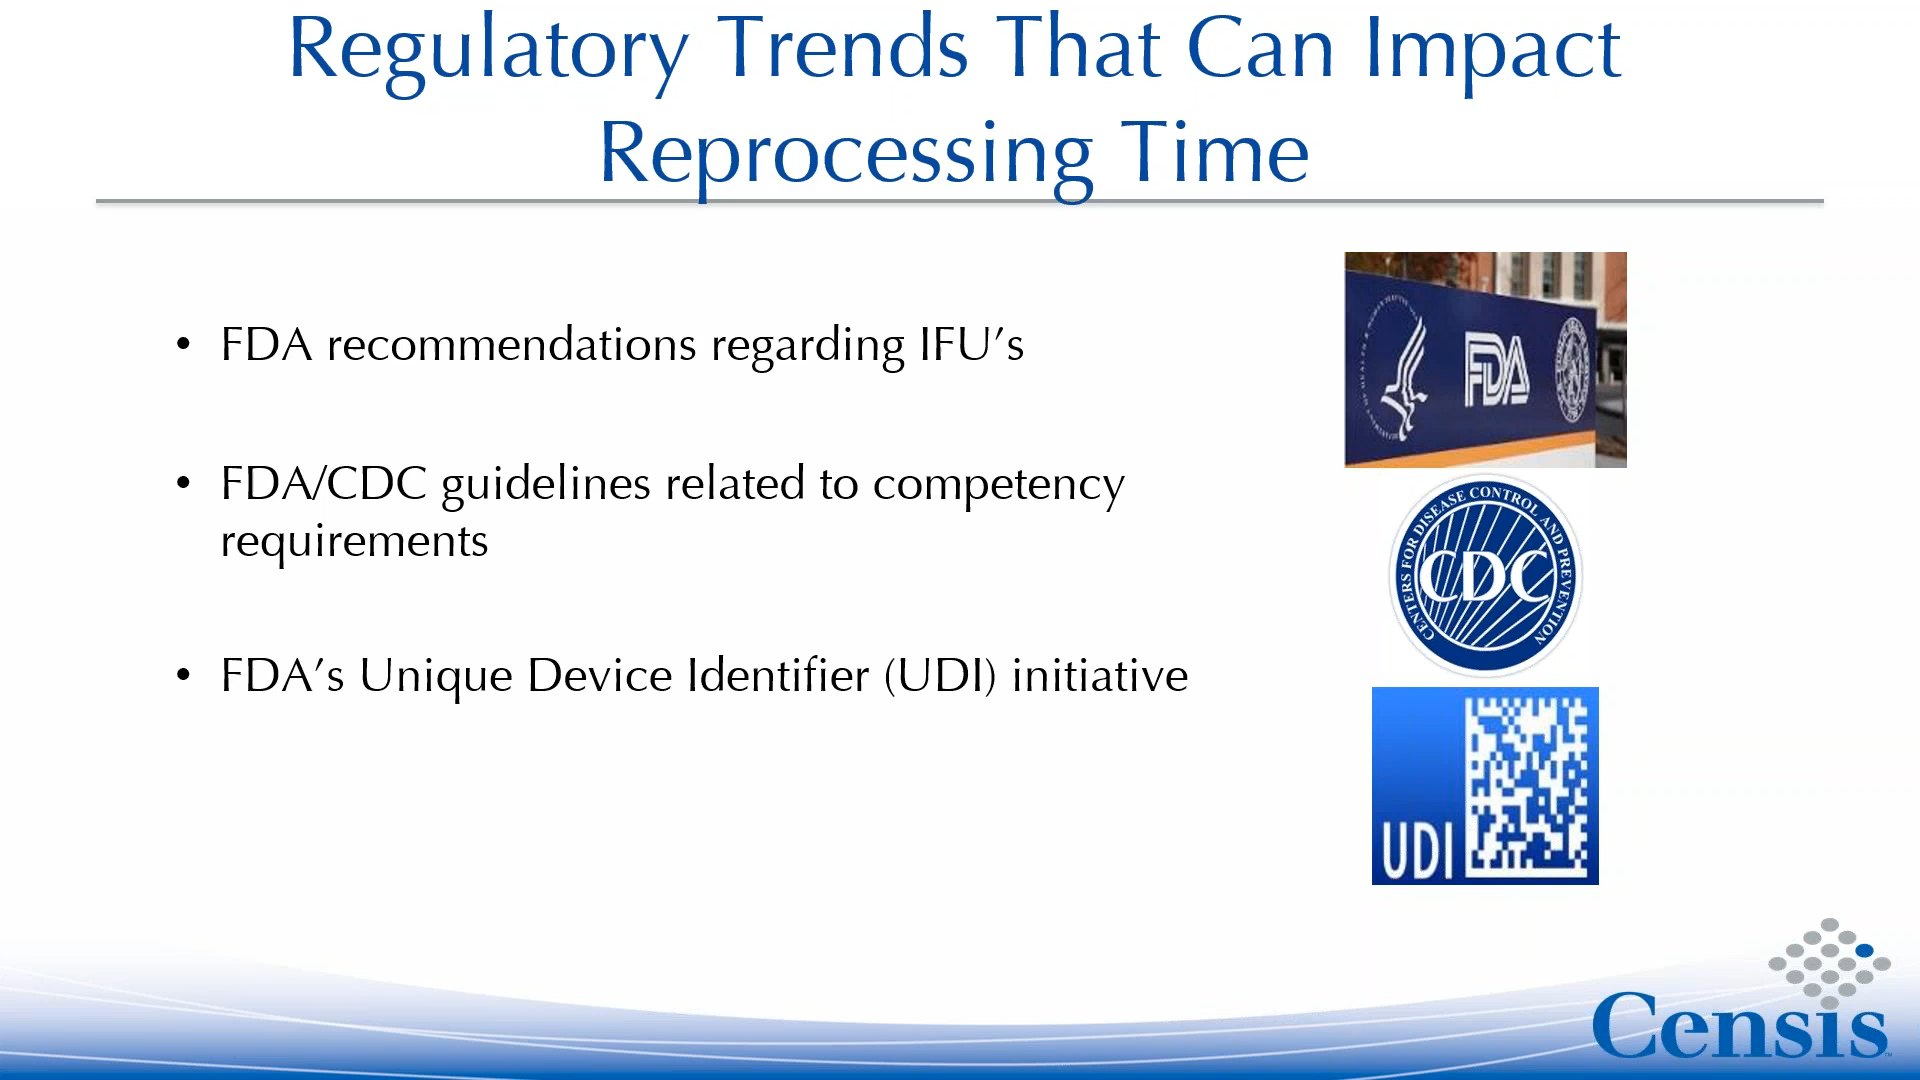 Regulatory Trends That Can Impact
Reprocessing Time
• FDA recommendations regarding IFU’s
• FDA/CDC guidelines related to competency
requirements
• FDA’s Unique Device Identifier (UDI) initiative
FDA
CENTERS FOR DISEASE CONTROL AND PREVENTION
CDC
UDI
Censis